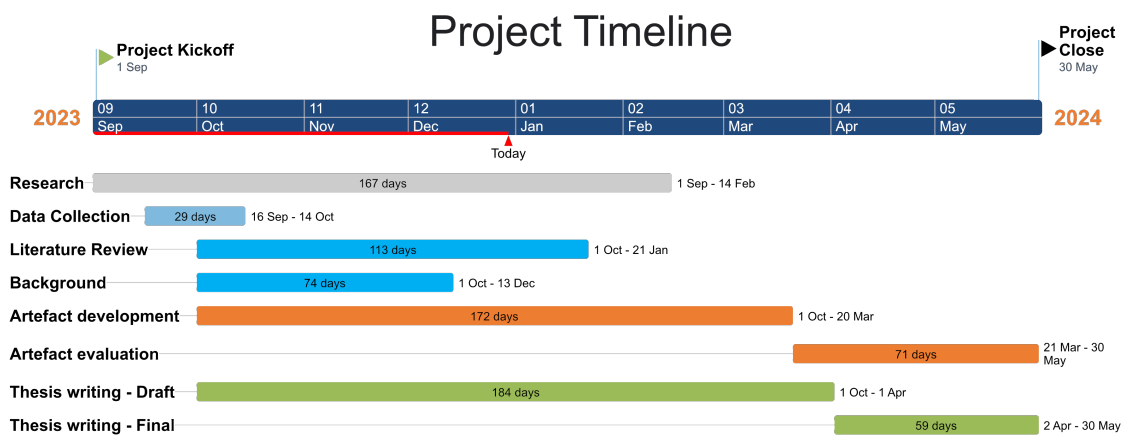 Project Timeline
Project Kickoff
1 Sep
Project
Close
30 May
2023
09 10 11 12 01 02 03 04 05
Sep Oct Nov Dec Jan Feb Mar Apr May
2024
Today
Research 167 days 1 Sep - 14 Feb
Data Collection 29 days 16 Sep - 14 Oct
Literature Review 113 days 1 Oct - 21 Jan
Background 74 days 1 Oct - 13 Dec
Artefact development 172 days 1 Oct - 20 Mar
Artefact evaluation 71 days 21 Mar - 30
May
Thesis writing - Draft 184 days 1 Oct - 1 Apr
Thesis writing - Final 59 days 2 Apr - 30 May